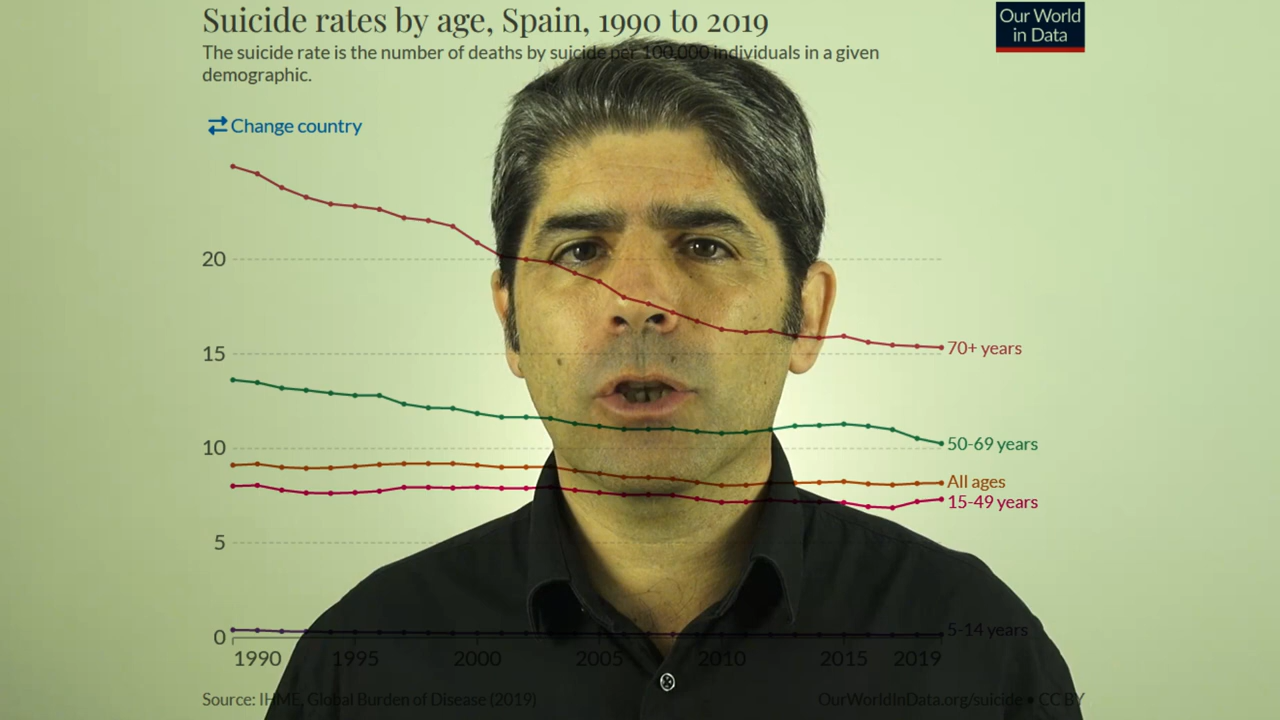 Suicide rates by age, Spain, 1990 to 2019
Our World
in Data
The suicide rate is the number of deaths by suicide per 100,000 individuals in a given
demographic.
Change country
20
15
10
5
0
70+ years
50-69 years
All ages
15-49 years
5-14 years
1990 1995 2000 2005 2010 2015 2019
Source: IHME, Global Burden of Disease (2019)
OurWorldInData.org/suicide • CC BY